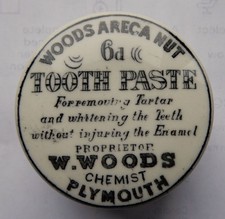 WOODS ARECA NUT
6d
TOOTH PASTE
For removing Tartar
and whitening the Teeth
without injuring the Enamel
PROPRIETOR
W. WOODS
CHEMIST
PLYMOUTH